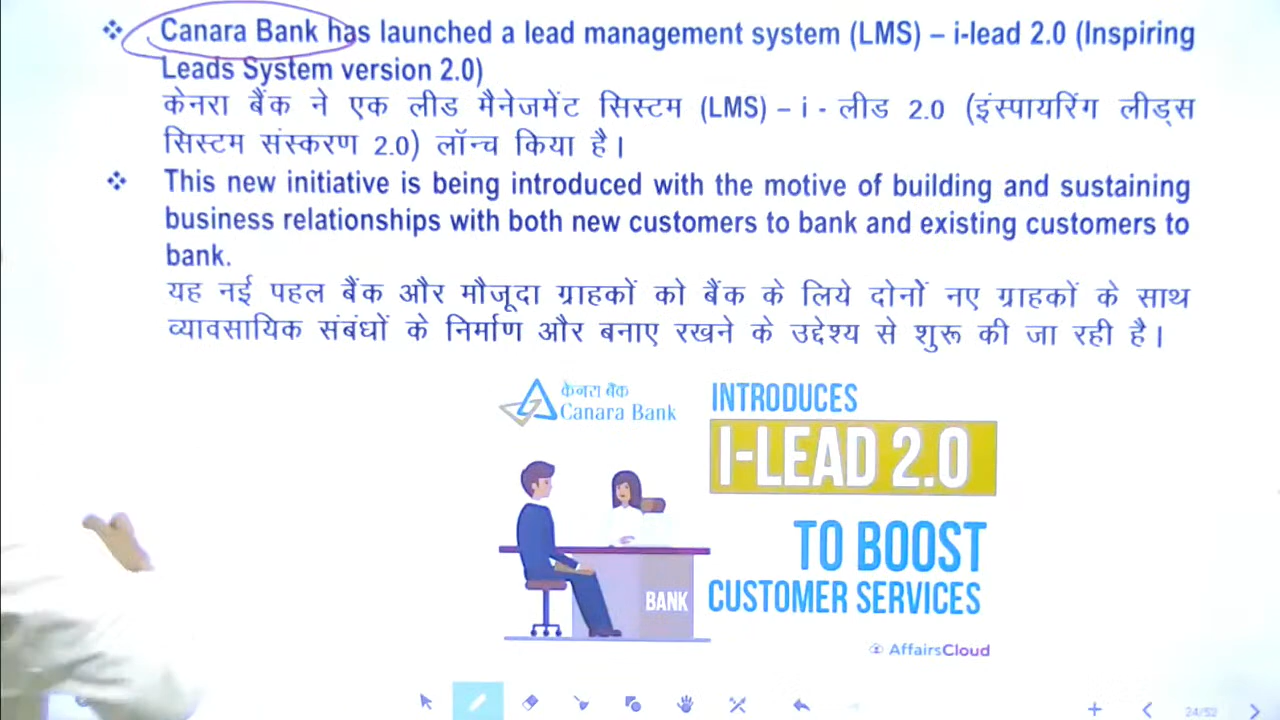 ❖ Canara Bank has launched a lead management system (LMS) – i-lead 2.0 (Inspiring
Leads System version 2.0)
केनरा बैंक ने एक लीड मैनेजमेंट सिस्टम (LMS) – i - लीड 2.0 (इंस्पायरिंग लीड्स
सिस्टम संस्करण 2.0) लॉन्च किया है।
❖ This new initiative is being introduced with the motive of building and sustaining
business relationships with both new customers to bank and existing customers to
bank.
यह नई पहल बैंक और मौजूदा ग्राहकों को बैंक के लिये दोनों नए ग्राहकों के साथ
व्यावसायिक संबंधों के निर्माण और बनाए रखने के उद्देश्य से शुरू की जा रही है।
केनरा बैंक
Canara Bank
INTRODUCES
I-LEAD 2.0
TO BOOST
CUSTOMER SERVICES
BANK
AffairsCloud
24/52